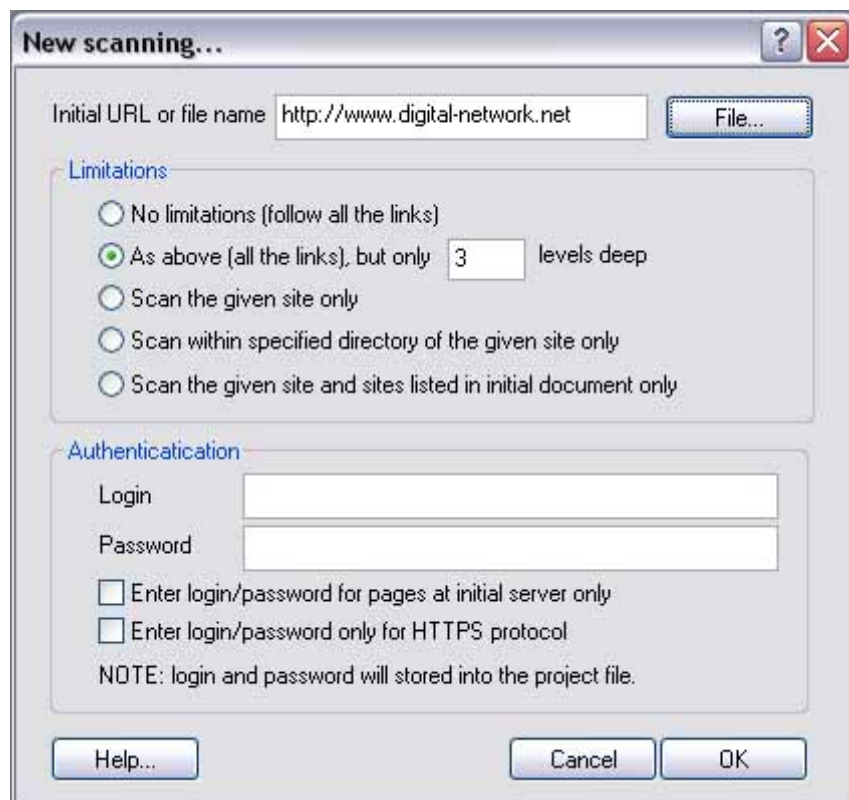 New scanning...
Initial URL or file name http://www.digital-network.net File...
Limitations
No limitations (follow all the links)
As above (all the links), but only 3 levels deep
Scan the given site only
Scan within specified directory of the given site only
Scan the given site and sites listed in initial document only
Authenticatication
Login
Password
Enter login/password for pages at initial server only
Enter login/password only for HTTPS protocol
NOTE: login and password will stored into the project file.
Help... Cancel OK